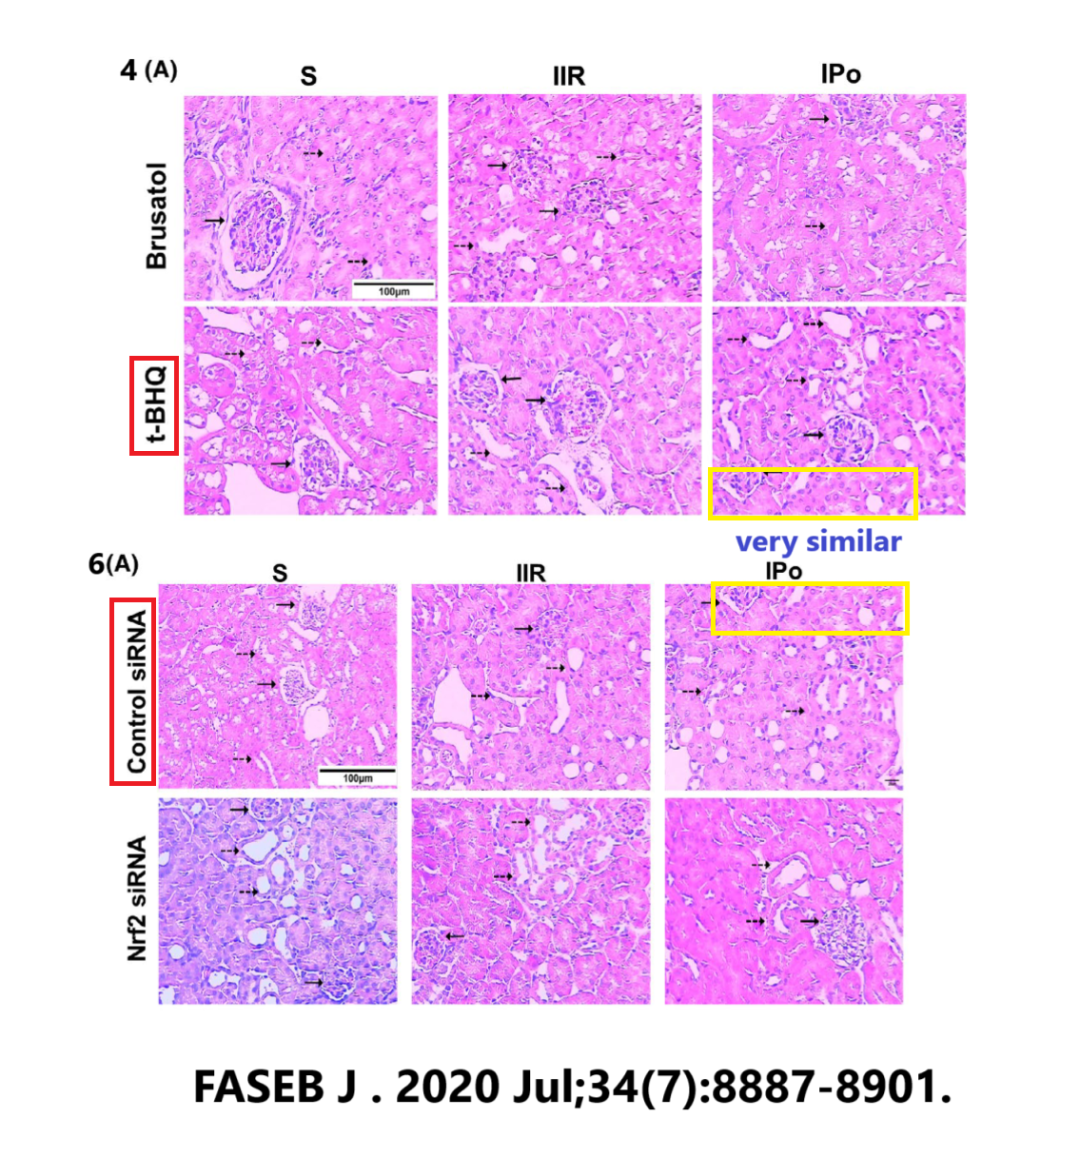 4 (A)
S
IIR
IPo
Brusatol
100μm
t-BHQ
very similar
6(A)
S
IIR
IPo
Control siRNA
100μm
Nrf2 siRNA
FASEB J . 2020 Jul;34(7):8887-8901.